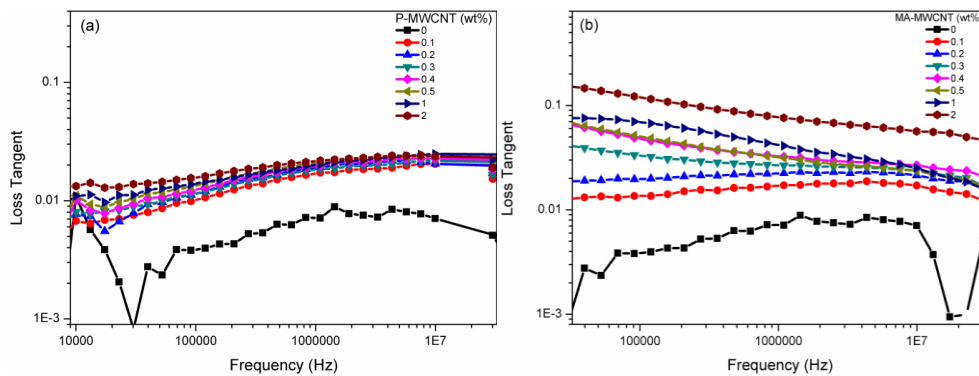 (a)
P-MWCNT (wt%)
0
0.1
0.2
0.3
0.4
0.5
1
2
Loss Tangent
0.1
0.01
1E-3
10000
100000
1000000
1E7
Frequency (Hz)
(b)
MA-MWCNT (wt%)
0
0.1
0.2
0.3
0.4
0.5
1
2
Loss Tangent
0.1
0.01
1E-3
100000
1000000
1E7
Frequency (Hz)